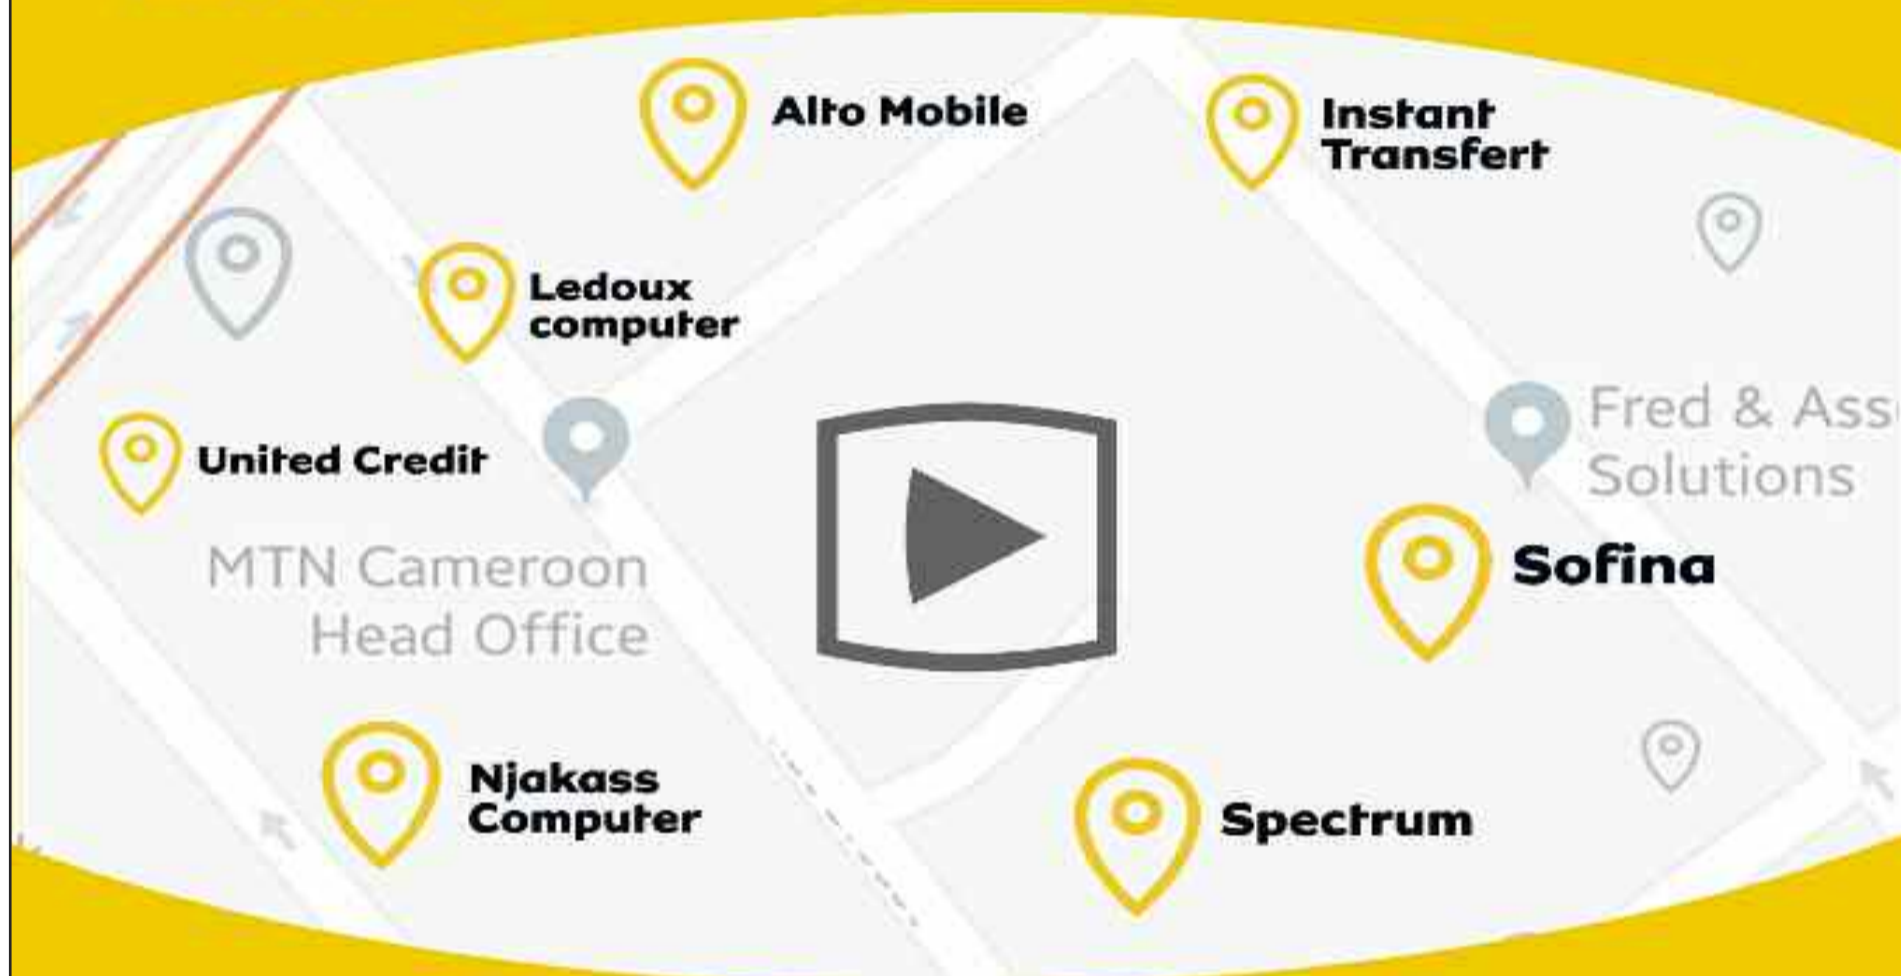 Alto Mobile
Instant
Transfert
Ledoux
computer
Fred & Ass
Solutions
United Credit
MTN Cameroon
Head Office
Sofina
Njakass
Computer
Spectrum